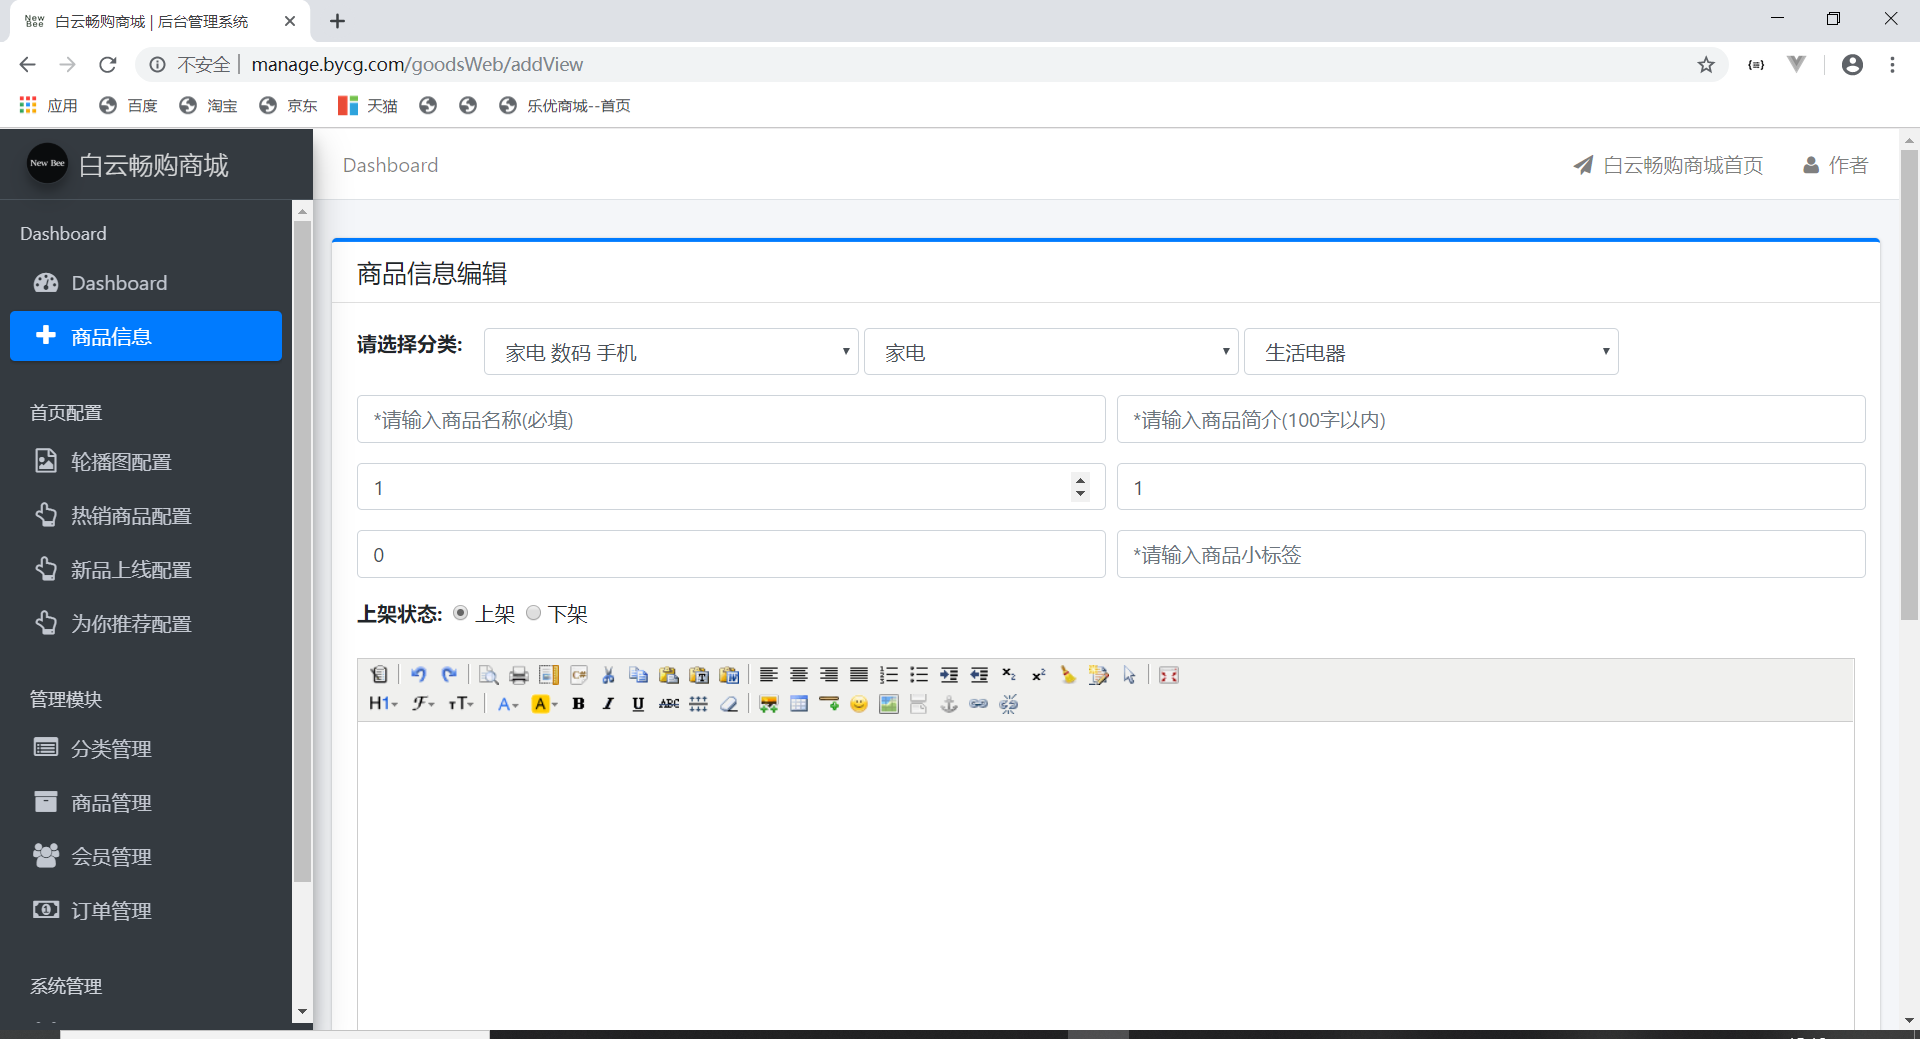 New Bee 白云畅购商城 | 后台管理系统
不安全 | manage.bycg.com/goodsWeb/addView
应用 百度 淘宝 京东 天猫 乐优商城--首页
New Bee 白云畅购商城
Dashboard 白云畅购商城首页 作者
Dashboard
Dashboard
商品信息
首页配置
轮播图配置
热销商品配置
新品上线配置
为你推荐配置
管理模块
分类管理
商品管理
会员管理
订单管理
系统管理
商品信息编辑
请选择分类: 家电 数码 手机 家电 生活电器
*请输入商品名称(必填) *请输入商品简介(100字以内)
1 1
0 *请输入商品小标签
上架状态: 上架 下架
H1 F TT A A B I U ABC